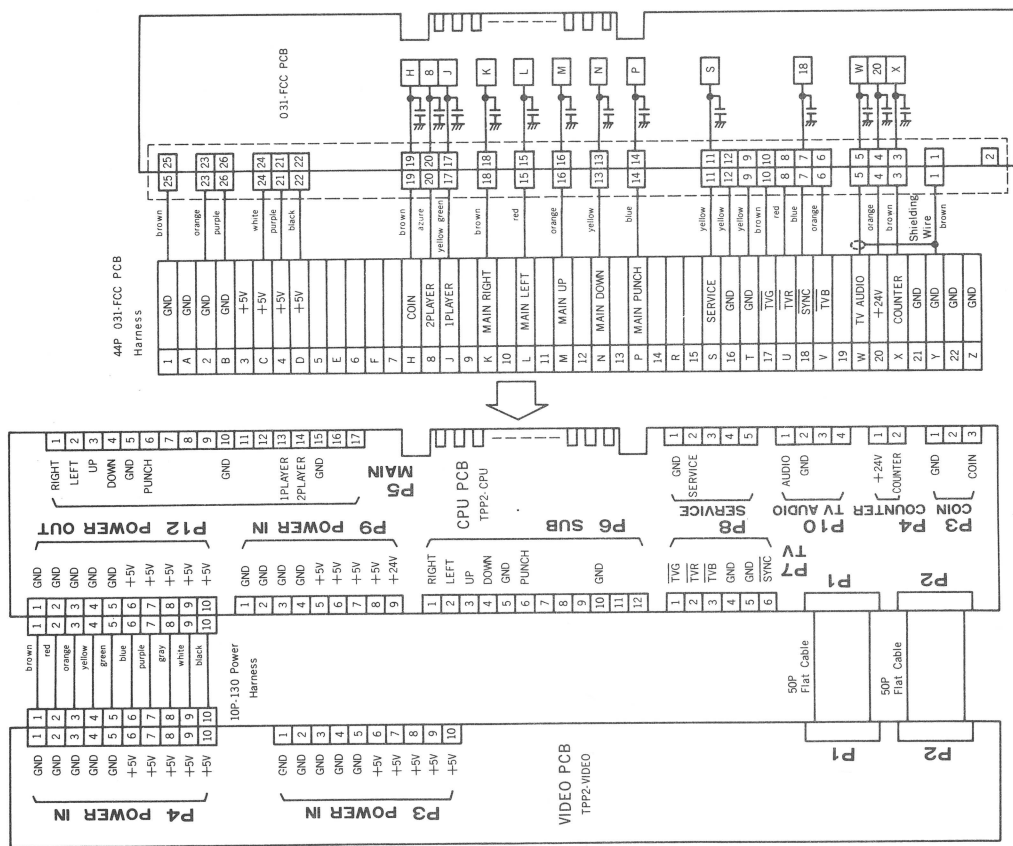 44P 031-FCC PCB
Harness
031-FCC PCB
1 GND brown 25 25
A GND
2 GND orange 23 23
B GND purple 26 26
3 +5V
C +5V white 24 24
4 +5V purple 21 21
D +5V black 22 22
5
E
6
F
7
H COIN brown 19 19 H
8 2PLAYER azure 20 20 8
J 1PLAYER yellow green 17 17 J
9
K MAIN RIGHT brown 18 18 K
10
L MAIN LEFT red 15 15 L
11
M MAIN UP orange 16 16 M
12
N MAIN DOWN yellow 13 13 N
13
P MAIN PUNCH blue 14 14 P
14
R
15
S SERVICE yellow 11 11 S
16 GND yellow 12 12
T GND yellow 9 9
17 TVG brown 10 10
U TVR red 8 8
18 SYNC blue 7 7 18
V TVB orange 6 6
19
W TV AUDIO 5 5 W
20 +24V orange 4 4 20
X COUNTER brown 3 3 X
21 GND Shielding Wire
Y GND brown 1 1
22 GND
Z GND
2
CPU PCB
TPP2-CPU
P12 POWER OUT
1 GND
2 GND
3 GND
4 GND
5 GND
6 +5V
7 +5V
8 +5V
9 +5V
10 +5V
P9 POWER IN
1 GND
2 GND
3 GND
4 GND
5 +5V
6 +5V
7 +5V
8 +5V
9 +24V
P5 MAIN
1 RIGHT
2 LEFT
3 UP
4 DOWN
5 GND
6 PUNCH
7
8
9
10 GND
11
12
13 1PLAYER
14 2PLAYER
15 GND
16
17
P6 SUB
1 RIGHT
2 LEFT
3 UP
4 DOWN
5 GND
6 PUNCH
7
8
9
10 GND
11
12
P8 SERVICE
1 GND
2 SERVICE
3
4
5
P7 TV
1 TVG
2 TVR
3 TVB
4 GND
5 GND
6 SYNC
P10 TV AUDIO
1 AUDIO
2 GND
3
4
P4 COUNTER
1 +24V
2 COUNTER
P3 COIN
1 GND
2
3 COIN
P1
P2
1 brown 1
2 red 2
3 orange 3
4 yellow 4
5 green 5
6 blue 6
7 purple 7
8 gray 8
9 white 9
10 black 10
10P-130 Power
Harness
50P
Flat Cable
50P
Flat Cable
VIDEO PCB
TPP2-VIDEO
P4 POWER IN
1 GND
2 GND
3 GND
4 GND
5 GND
6 +5V
7 +5V
8 +5V
9 +5V
10 +5V
P3 POWER IN
1 GND
2 GND
3 GND
4 GND
5 GND
6 +5V
7 +5V
8 +5V
9 +5V
10 +5V
P1
P2